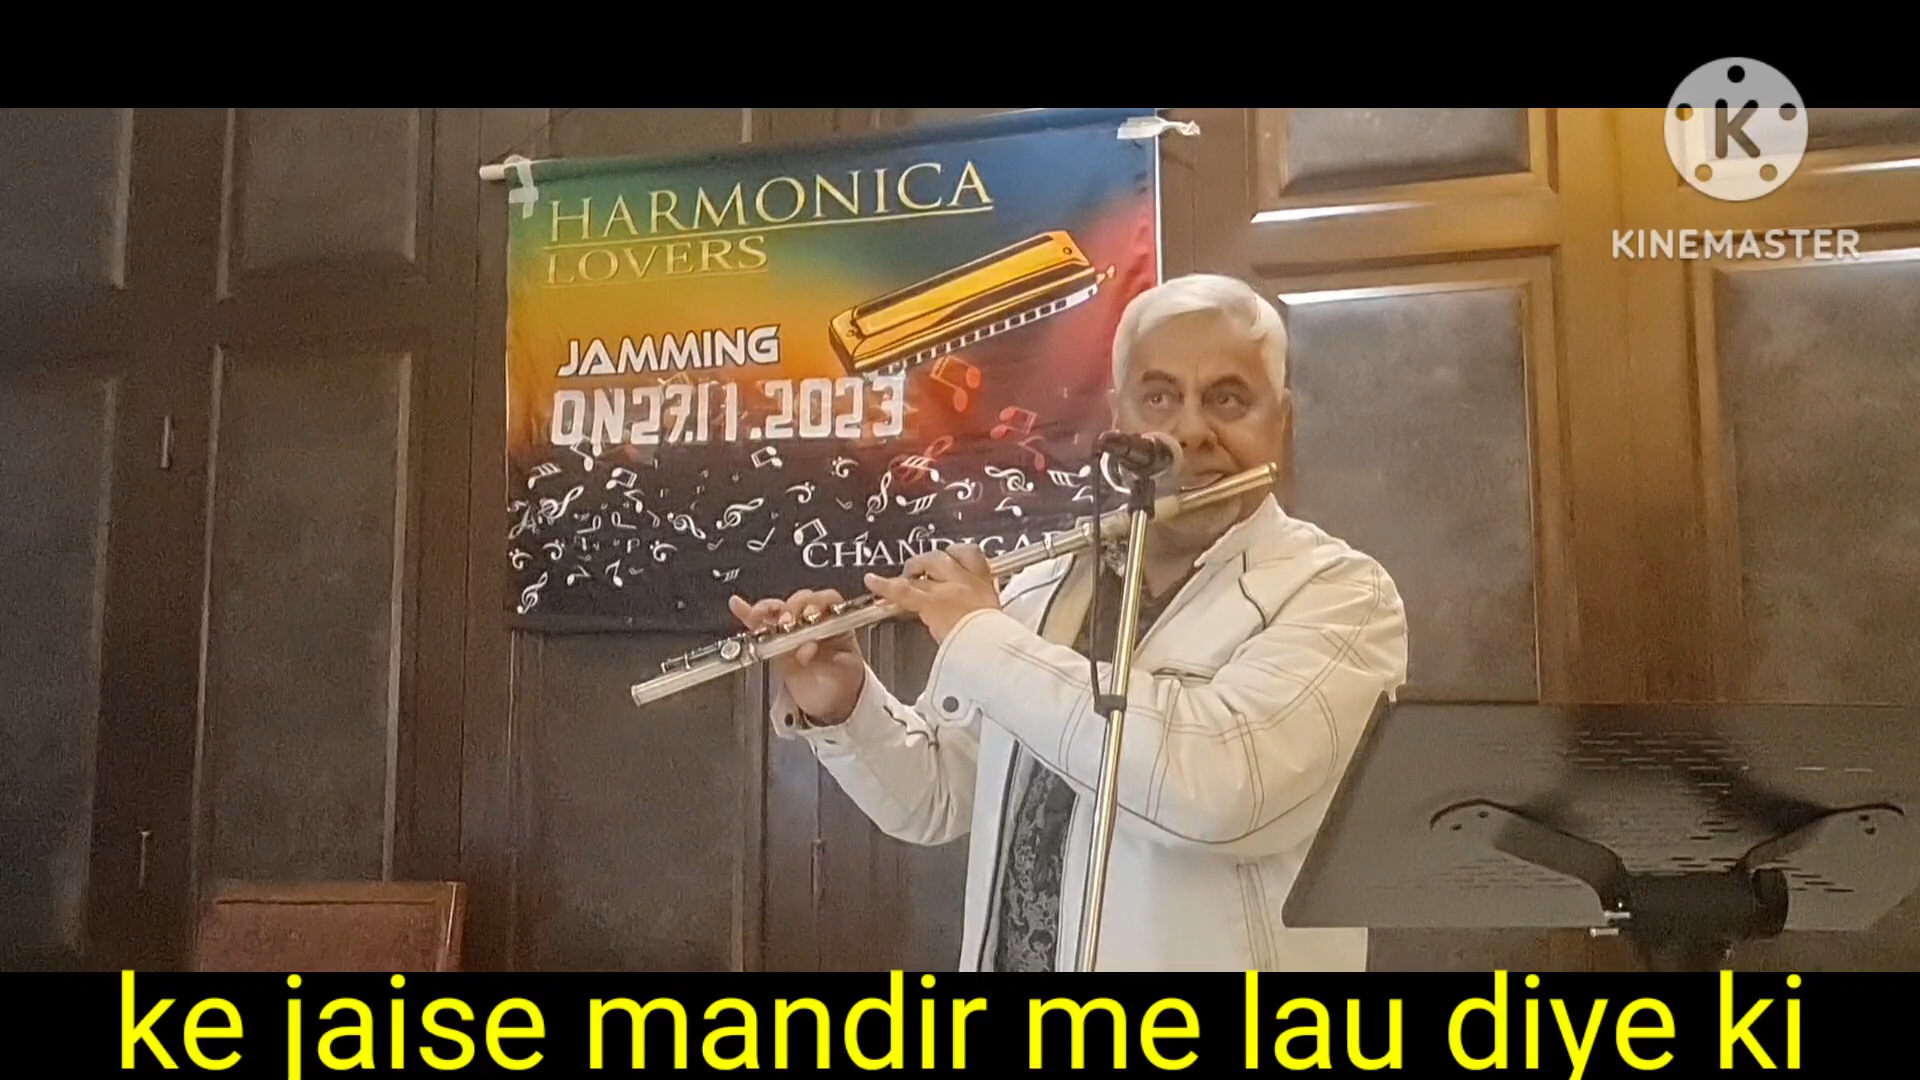 K
KINEMASTER
HARMONICA
LOVERS
JAMMING
ON27.11.2023
ke jaise mandir me lau diye ki